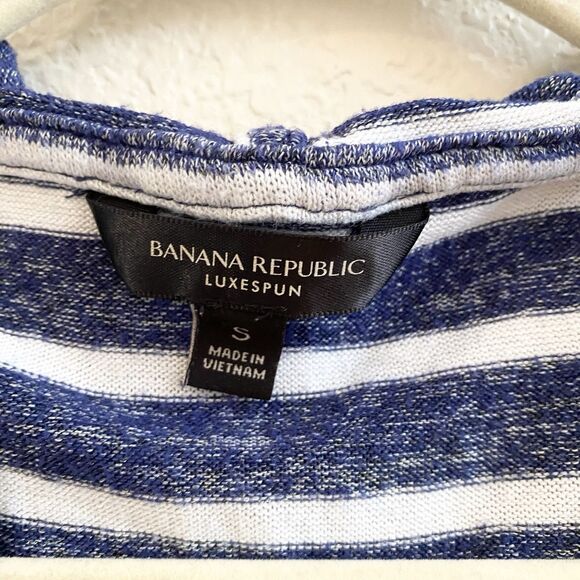 BANANA REPUBLIC
LUXESPUN
S
MADE IN
VIETNAM